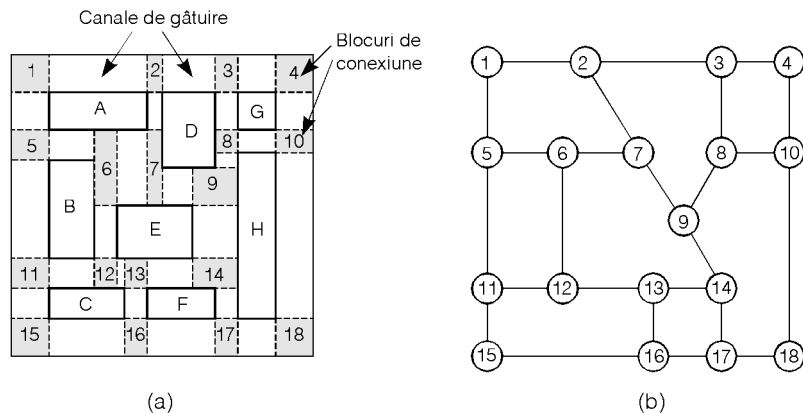 Canale de gâtuire
Blocuri de
conexiune
1 2 3 4
A D G
5 6 7 8 10
9
B E H
11 12 13 14
C F
15 16 17 18
(a)
1 2 3 4
5 6 7 8 10
9
11 12 13 14
15 16 17 18
(b)